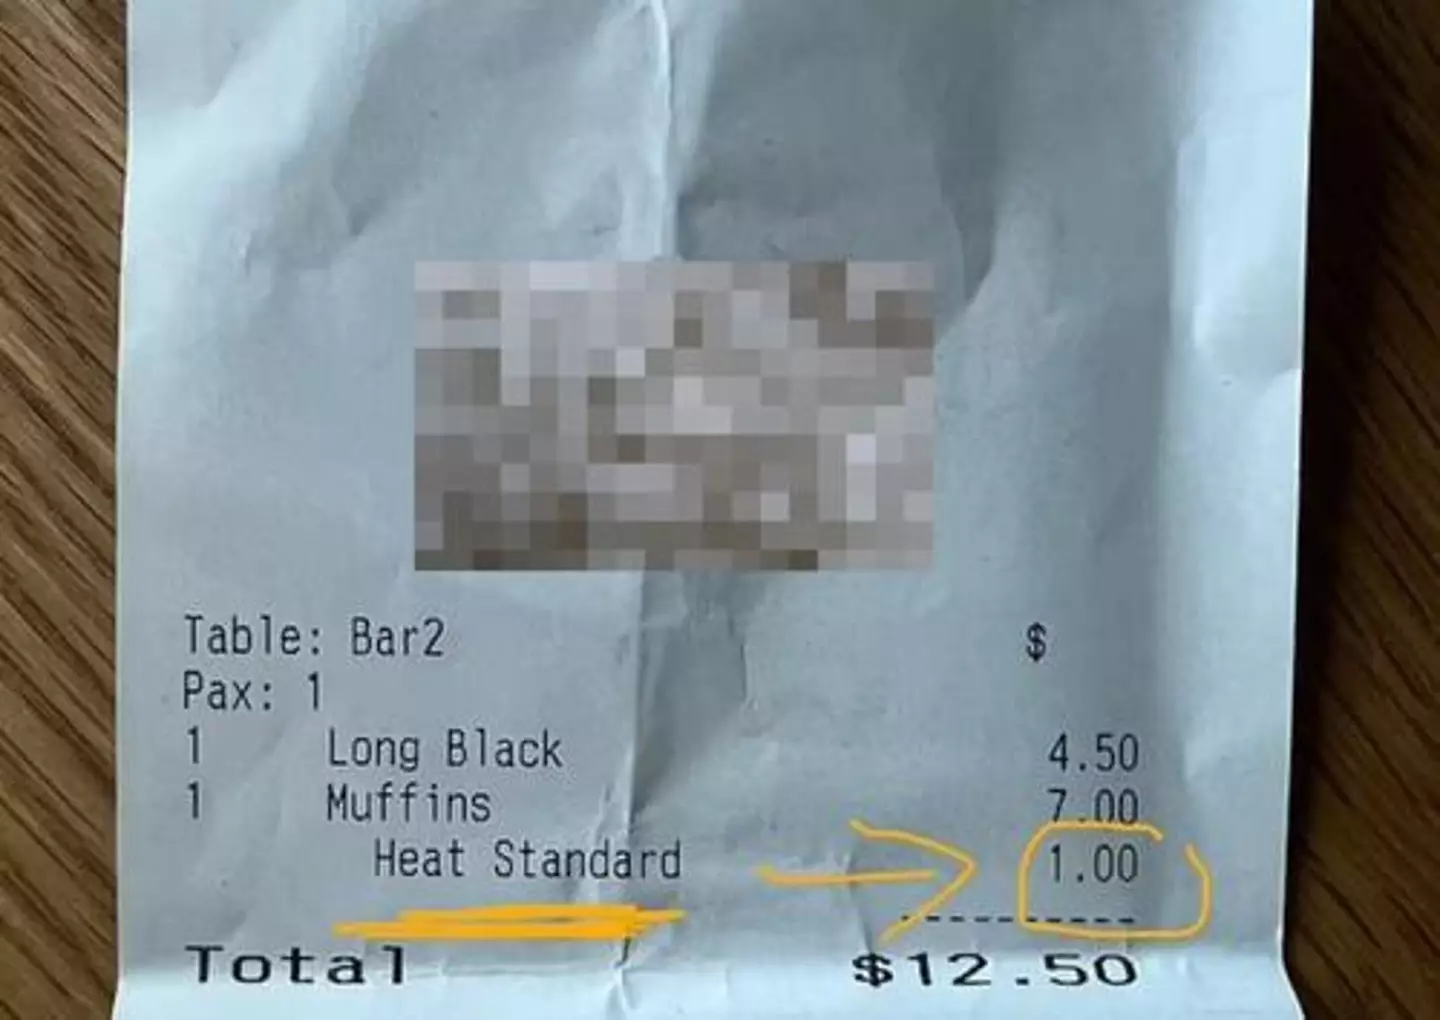 Table: Bar2 $
Pax: 1
1 Long Black 4.50
1 Muffins 7.00
Heat Standard 1.00
----------
Total $12.50